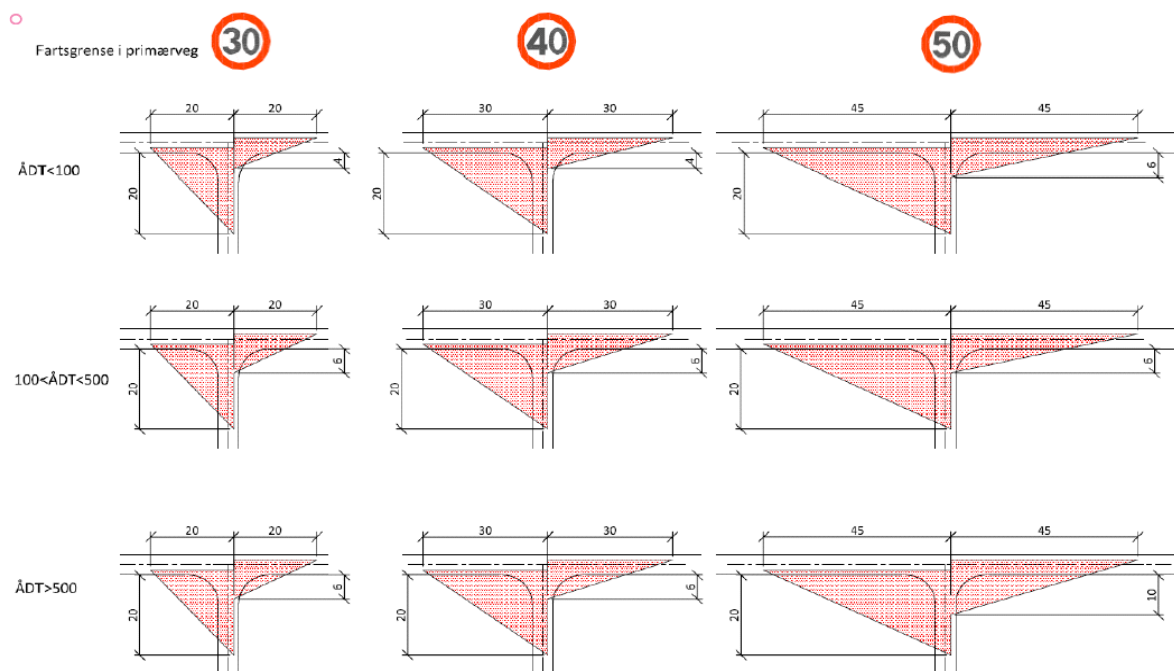 30
40
50
Fartsgrense i primærveg
20 20 30 30 45 45
ÅDT<100
20 4 20 4 20 6
20 20 30 30 45 45
100<ÅDT<500
20 6 20 6 20 6
20 20 30 30 45 45
ÅDT>500
20 6 20 6 20 10